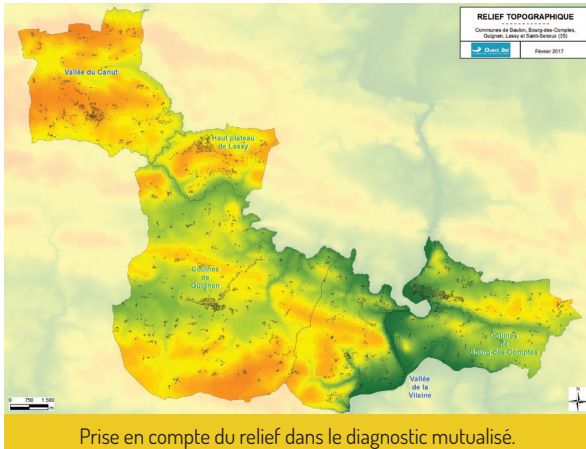 RELIEF TOPOGRAPHIQUE
Communes de Baulon, Bourg-des-Comptes,
Guignen, Lassy et Saint-Senoux (35)
Ouest am'
Février 2017
Vallée du Canut
Haut plateau
de Lassy
Collines
de
Guignen
Collines
de
Bourg-des-Comptes
Vallée
de la
Vilaine
0 750 1 500
m
N
Prise en compte du relief dans le diagnostic mutualisé.